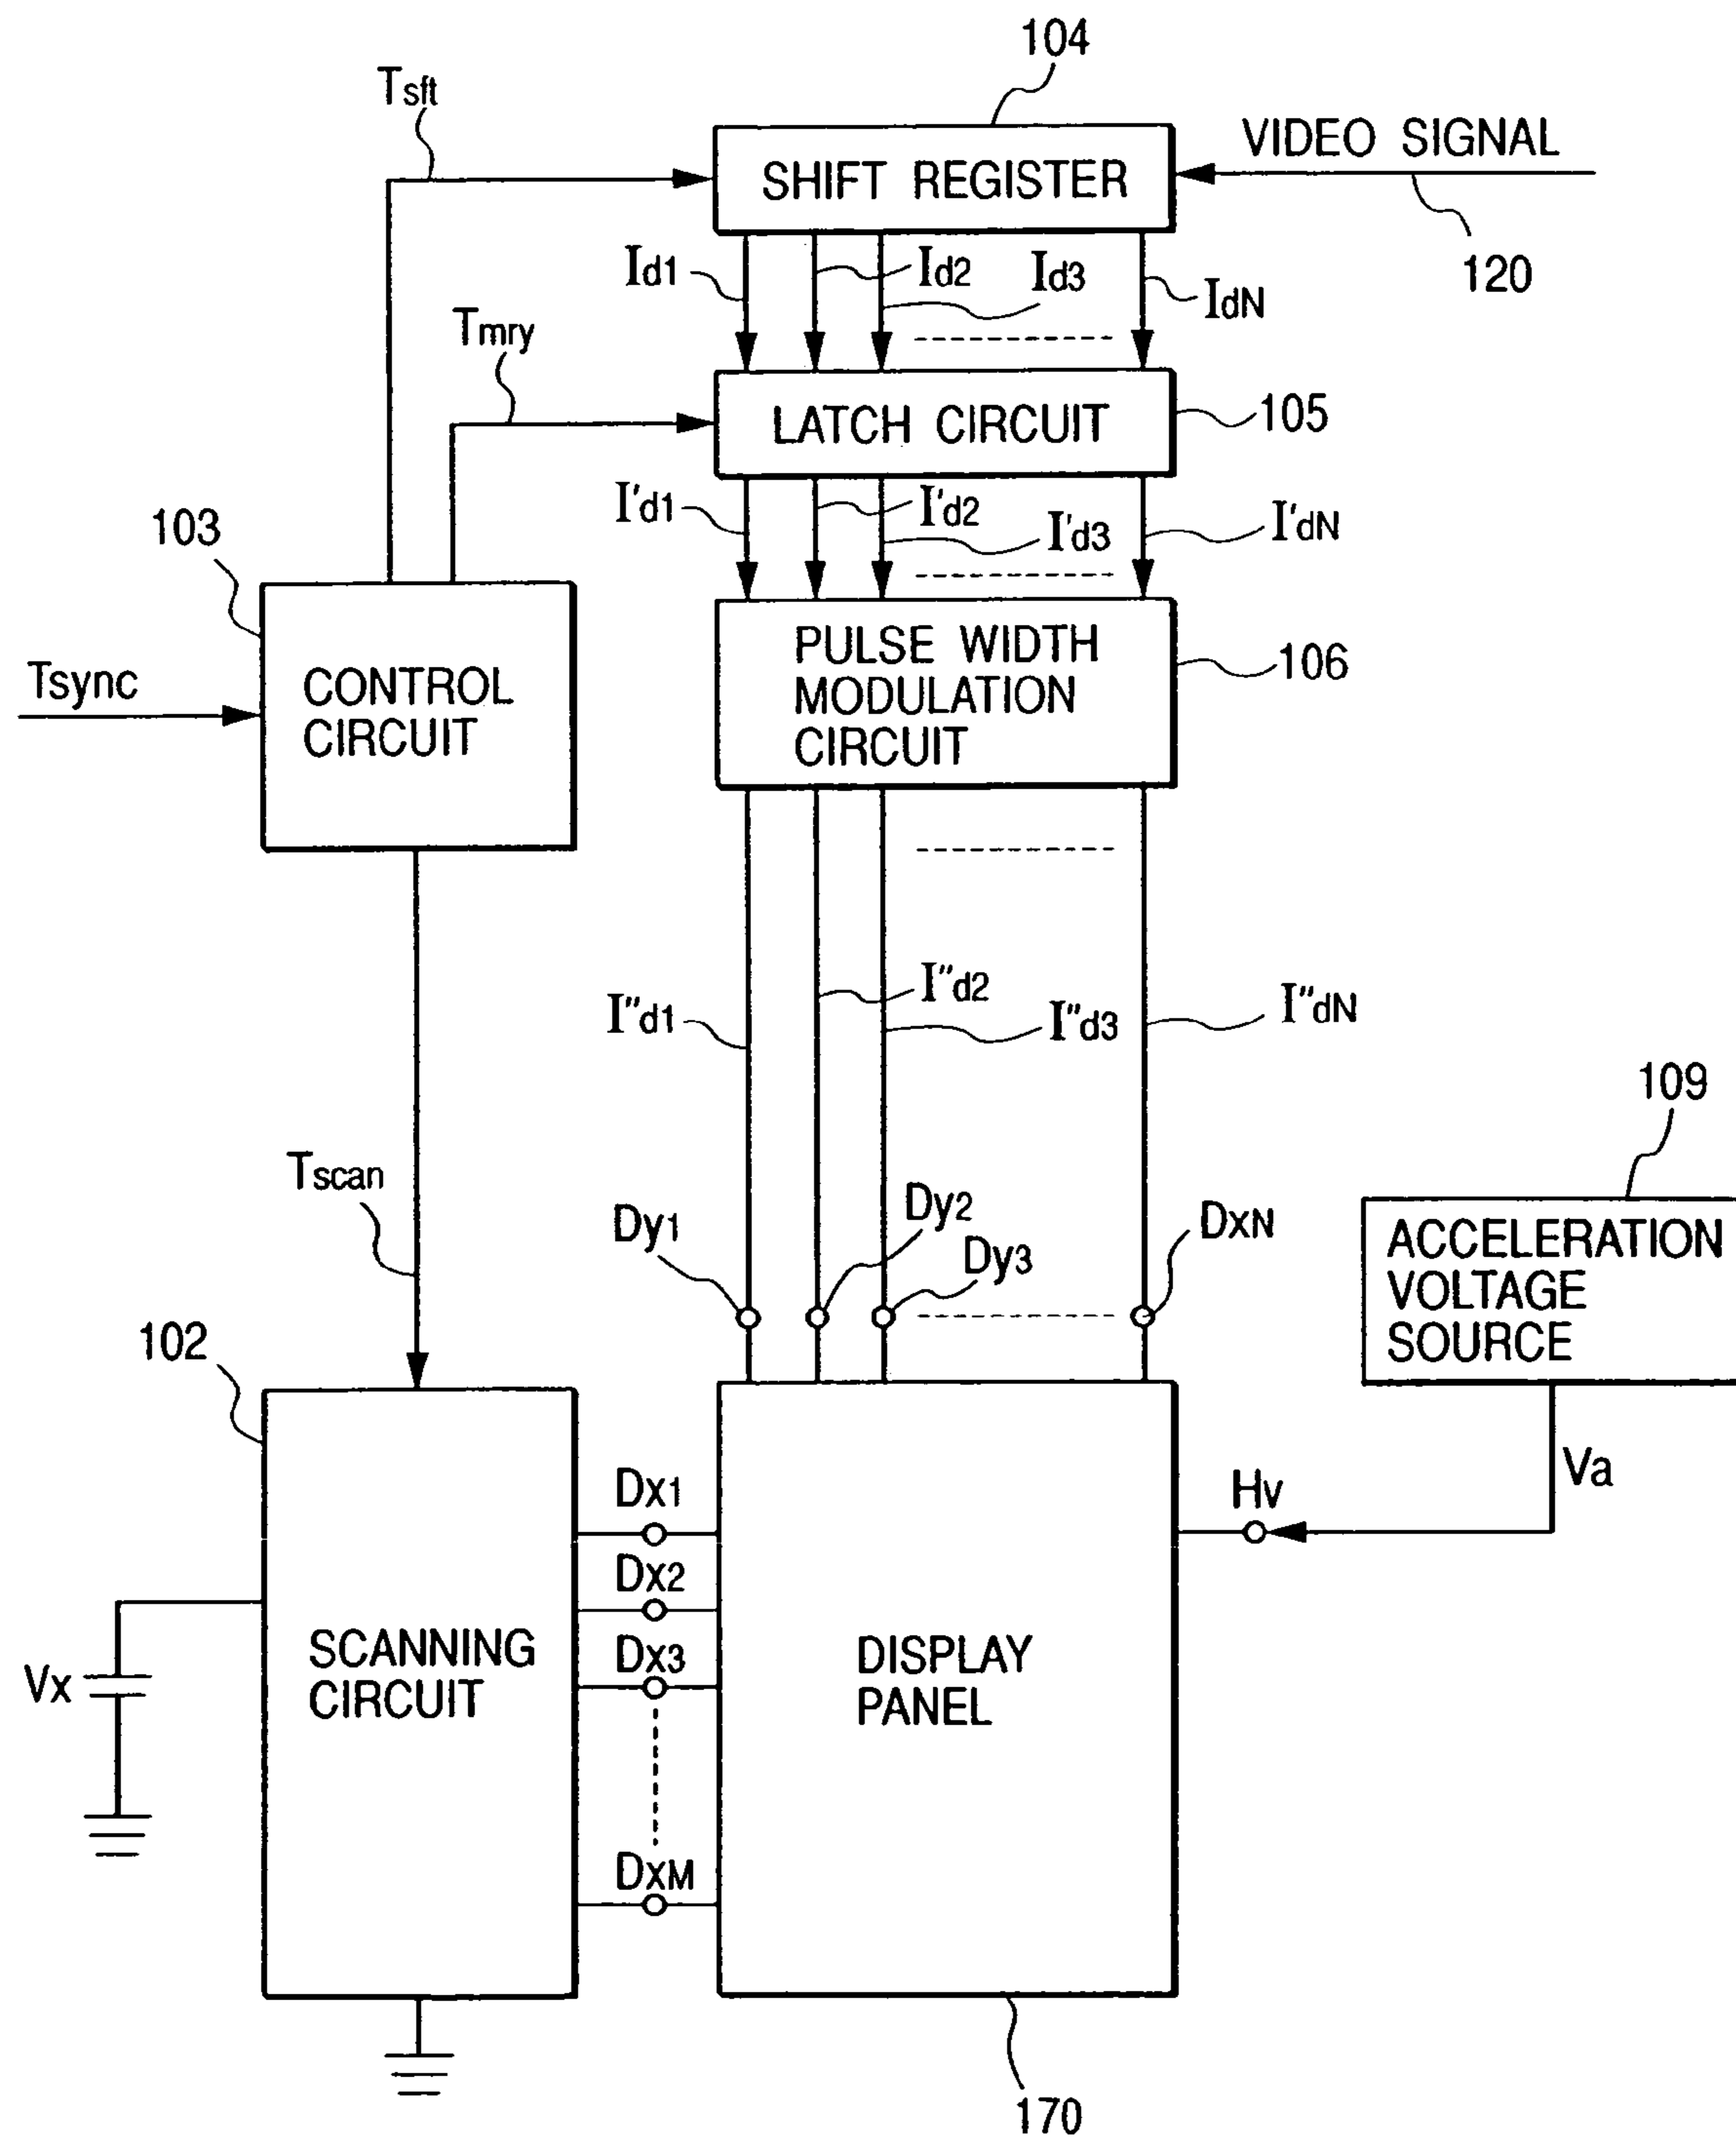 104
Tsft
VIDEO SIGNAL
SHIFT REGISTER
120
Id1
Id2
Id3
IdN
Tmry
LATCH CIRCUIT
105
I'd1
I'd2
I'd3
I'dN
103
PULSE WIDTH
MODULATION
CIRCUIT
106
Tsync
CONTROL
CIRCUIT
I"d1
I"d2
I"d3
I"dN
109
Tscan
Dy1
Dy2
Dy3
DxN
ACCELERATION
VOLTAGE
SOURCE
102
Va
Hv
Dx1
Dx2
Dx3
DxM
SCANNING
CIRCUIT
DISPLAY
PANEL
Vx
170